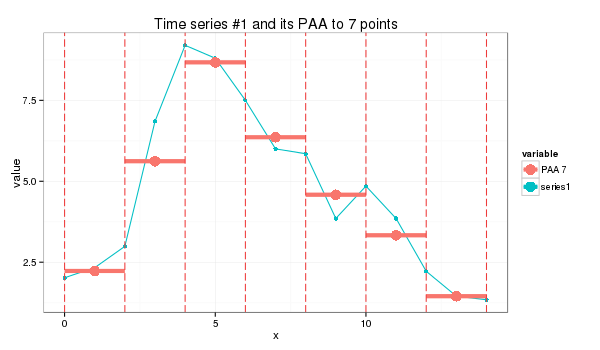 Time series #1 and its PAA to 7 points
value
7.5
5.0
2.5
0
5
10
x
variable
PAA 7
series1